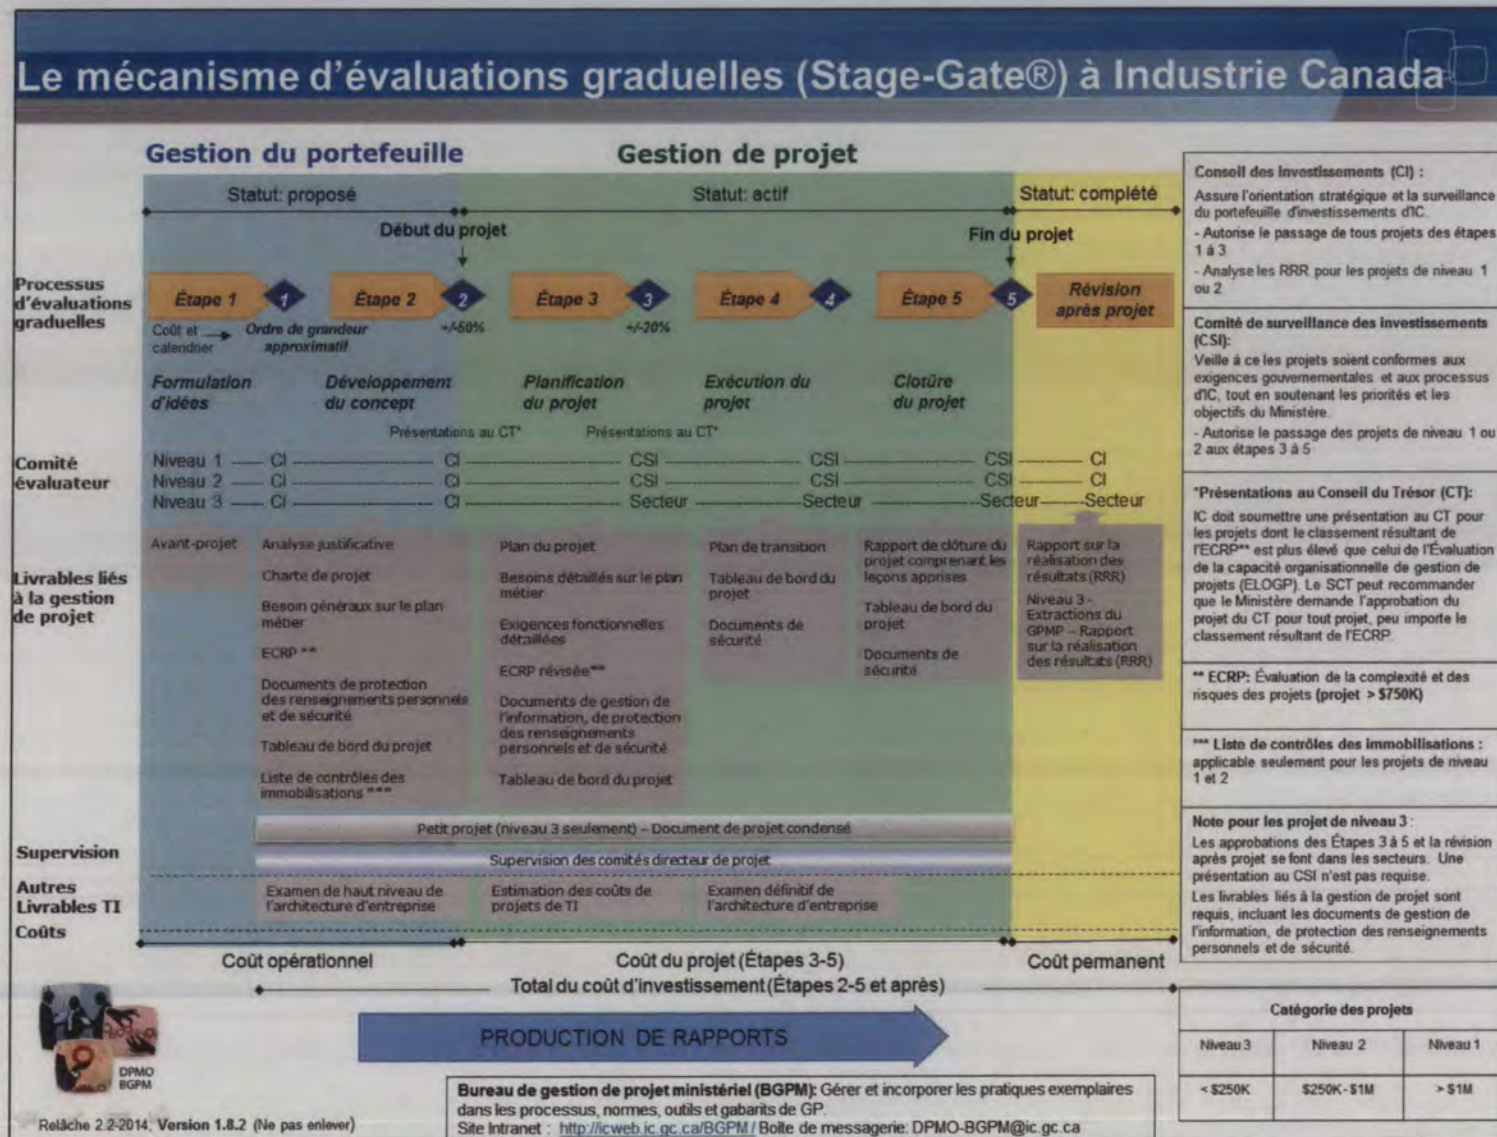 Le mécanisme d'évaluations graduelles (Stage-Gate®) à Industrie Canada
Gestion du portefeuille
Gestion de projet
Statut: proposé
Statut: actif
Statut: complété
Début du projet
Fin du projet
Processus
d'évaluations
graduelles
Étape 1
1
Étape 2
2
Étape 3
3
Étape 4
4
Étape 5
5
Révision
après projet
Coût et
calendrier
Ordre de grandeur
approximatif
+/-50%
+/-20%
Formulation
d'idées
Développement
du concept
Planification
du projet
Exécution du
projet
Clotûre
du projet
Présentations au CT*
Présentations au CT*
Comité
évaluateur
Niveau 1 CI CI CSI CSI CSI CI
Niveau 2 CI CI CSI CSI CSI CI
Niveau 3 CI CI Secteur Secteur Secteur Secteur
Livrables liés
à la gestion
de projet
Avant-projet
Analyse justificative
Charte de projet
Besoin généraux sur le plan
métier
ECRP **
Documents de protection
des renseignements personnels
et de sécurité
Tableau de bord du projet
Liste de contrôles des
immobilisations ***
Plan du projet
Besoins détaillés sur le plan
métier
Exigences fonctionnelles
détaillées
ECRP révisée**
Documents de gestion de
l'information, de protection
des renseignements
personnels et de sécurité
Tableau de bord du projet
Plan de transition
Tableau de bord du
projet
Documents de
sécurité
Rapport de clôture du
projet comprenant les
leçons apprises
Tableau de bord du
projet
Documents de
sécurité
Rapport sur la
réalisation des
résultats (RRR)
Niveau 3 -
Extractions du
GPMP – Rapport
sur la réalisation
des résultats (RRR)
Petit projet (niveau 3 seulement) – Document de projet condensé
Supervision
Supervision des comités directeur de projet
Autres
Livrables TI
Examen de haut niveau de
l'architecture d'entreprise
Estimation des coûts de
projets de TI
Examen définitif de
l'architecture d'entreprise
Coûts
Coût opérationnel
Coût du projet (Étapes 3-5)
Coût permanent
Total du coût d'investissement (Étapes 2-5 et après)
PRODUCTION DE RAPPORTS
DPMO
BGPM
Relâche 2.2-2014, Version 1.8.2 (Ne pas enlever)
Bureau de gestion de projet ministériel (BGPM): Gérer et incorporer les pratiques exemplaires
dans les processus, normes, outils et gabarits de GP.
Site Intranet : http://icweb.ic.gc.ca/BGPM / Boîte de messagerie: DPMO-BGPM@ic.gc.ca
Conseil des Investissements (CI) :
Assure l'orientation stratégique et la surveillance
du portefeuille d'investissements d'IC.
- Autorise le passage de tous projets des étapes
1 à 3
- Analyse les RRR pour les projets de niveau 1
ou 2
Comité de surveillance des investissements
(CSI):
Veille à ce les projets soient conformes aux
exigences gouvernementales et aux processus
d'IC, tout en soutenant les priorités et les
objectifs du Ministère.
- Autorise le passage des projets de niveau 1 ou
2 aux étapes 3 à 5
*Présentations au Conseil du Trésor (CT):
IC doit soumettre une présentation au CT pour
les projets dont le classement résultant de
l'ECRP** est plus élevé que celui de l'Évaluation
de la capacité organisationnelle de gestion de
projets (ELOGP). Le SCT peut recommander
que le Ministère demande l'approbation du
projet du CT pour tout projet, peu importe le
classement résultant de l'ECRP.
** ECRP: Évaluation de la complexité et des
risques des projets (projet > $750K)
*** Liste de contrôles des immobilisations :
applicable seulement pour les projets de niveau
1 et 2
Note pour les projet de niveau 3 :
Les approbations des Étapes 3 à 5 et la révision
après projet se font dans les secteurs. Une
présentation au CSI n'est pas requise.
Les livrables liés à la gestion de projet sont
requis, incluant les documents de gestion de
l'information, de protection des renseignements
personnels et de sécurité.
Catégorie des projets
Niveau 3 Niveau 2 Niveau 1
< $250K $250K - $1M > $1M